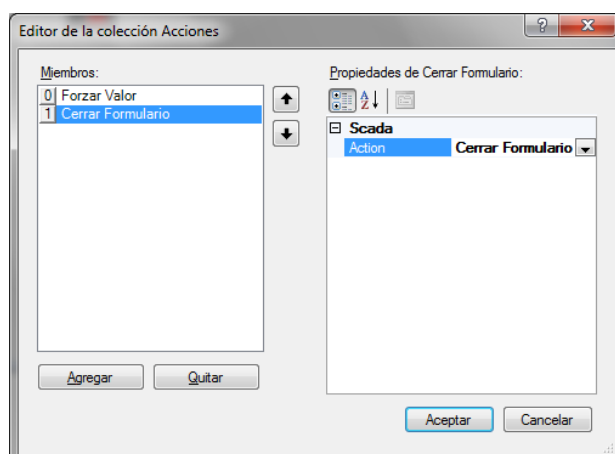 Editor de la colección Acciones
Miembros:
0 Forzar Valor
1 Cerrar Formulario
Propiedades de Cerrar Formulario:
A
Z
Scada
Action Cerrar Formulario
Agregar Quitar
Aceptar Cancelar